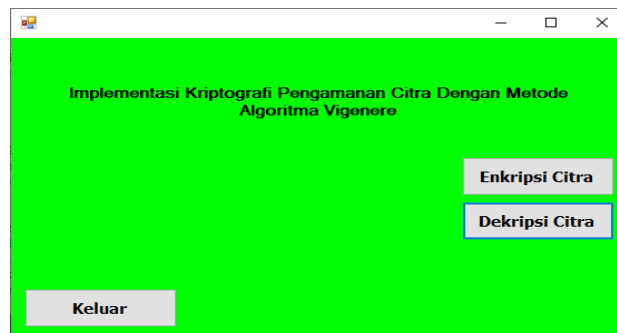 Implementasi Kriptografi Pengamanan Citra Dengan Metode
Algoritma Vigenere
Enkripsi Citra
Dekripsi Citra
Keluar